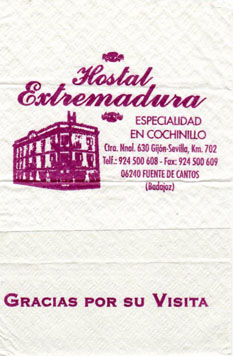 Hostal
Extremadura
ESPECIALIDAD
EN COCHINILLO
Ctra. Nnol. 630 Gijón-Sevilla, Km. 702
Telf.: 924 500 608 - Fax: 924 500 609
06240 FUENTE DE CANTOS
(Badajoz)
GRACIAS POR SU VISITA